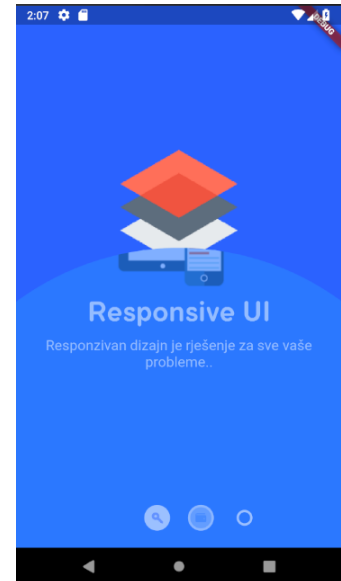 2:07
DEBUG
Responsive UI
Responzivan dizajn je rješenje za sve vaše
probleme..